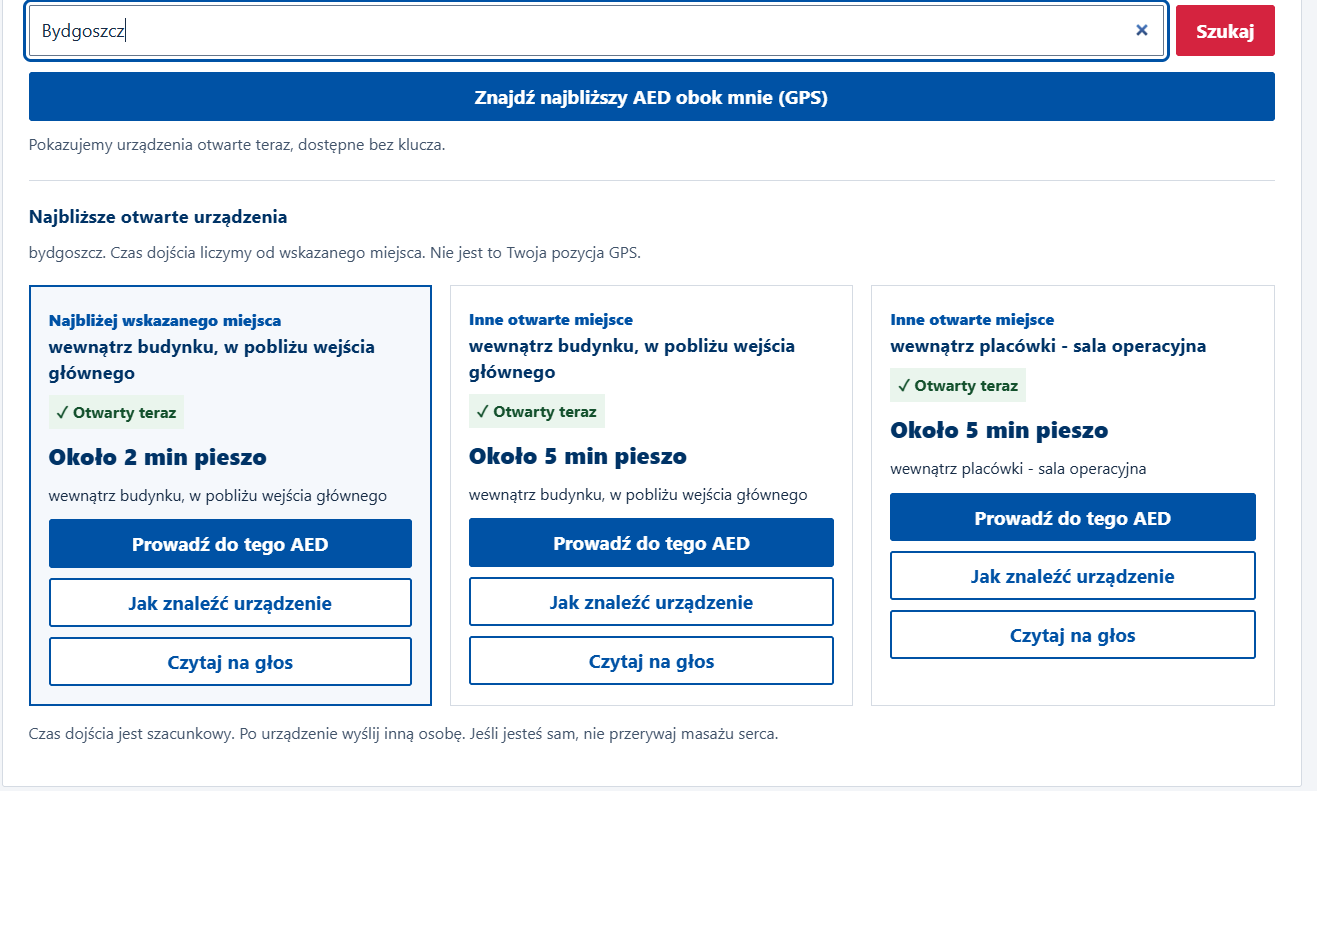 Bydgoszcz
×
Szukaj
Znajdź najbliższy AED obok mnie (GPS)
Pokazujemy urządzenia otwarte teraz, dostępne bez klucza.
Najbliższe otwarte urządzenia
bydgoszcz. Czas dojścia liczymy od wskazanego miejsca. Nie jest to Twoja pozycja GPS.
Najbliżej wskazanego miejsca
wewnątrz budynku, w pobliżu wejścia
głównego
✓ Otwarty teraz
Około 2 min pieszo
wewnątrz budynku, w pobliżu wejścia głównego
Prowadź do tego AED
Jak znaleźć urządzenie
Czytaj na głos
Inne otwarte miejsce
wewnątrz budynku, w pobliżu wejścia
głównego
✓ Otwarty teraz
Około 5 min pieszo
wewnątrz budynku, w pobliżu wejścia głównego
Prowadź do tego AED
Jak znaleźć urządzenie
Czytaj na głos
Inne otwarte miejsce
wewnątrz placówki - sala operacyjna
✓ Otwarty teraz
Około 5 min pieszo
wewnątrz placówki - sala operacyjna
Prowadź do tego AED
Jak znaleźć urządzenie
Czytaj na głos
Czas dojścia jest szacunkowy. Po urządzenie wyślij inną osobę. Jeśli jesteś sam, nie przerywaj masażu serca.